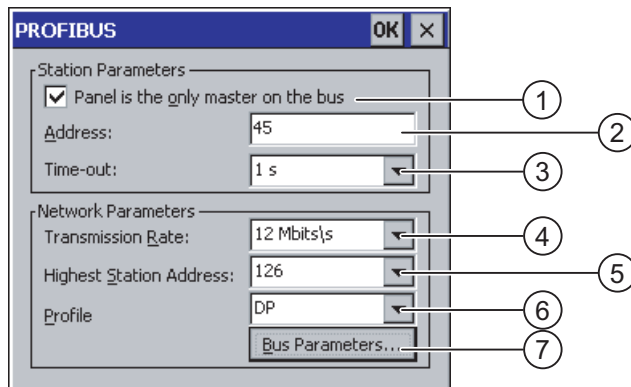 PROFIBUS OK ×
Station Parameters
Panel is the only master on the bus 1
Address: 45 2
Time-out: 1 s 3
Network Parameters
Transmission Rate: 12 Mbits\s 4
Highest Station Address: 126 5
Profile DP 6
Bus Parameters... 7